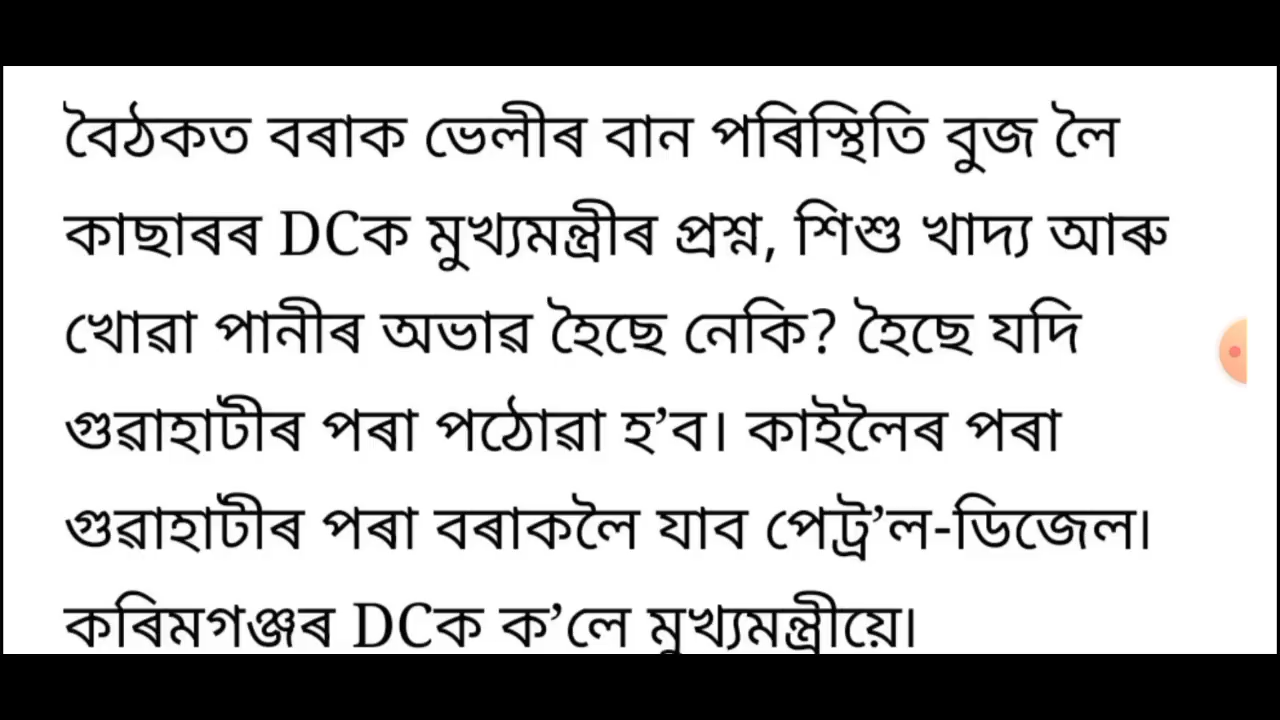 বৈঠকত বৰাক ভেলীৰ বান পৰিস্থিতি বুজ লৈ
কাছাৰৰ DCক মুখ্যমন্ত্ৰীৰ প্ৰশ্ন, শিশু খাদ্য আৰু
খোৱা পানীৰ অভাৱ হৈছে নেকি? হৈছে যদি
গুৱাহাটীৰ পৰা পঠোৱা হ’ব। কাইলৈৰ পৰা
গুৱাহাটীৰ পৰা বৰাকলৈ যাব পেট্ৰ’ল-ডিজেল।
কৰিমগঞ্জৰ DCক ক’লে মুখ্যমন্ত্ৰীয়ে।